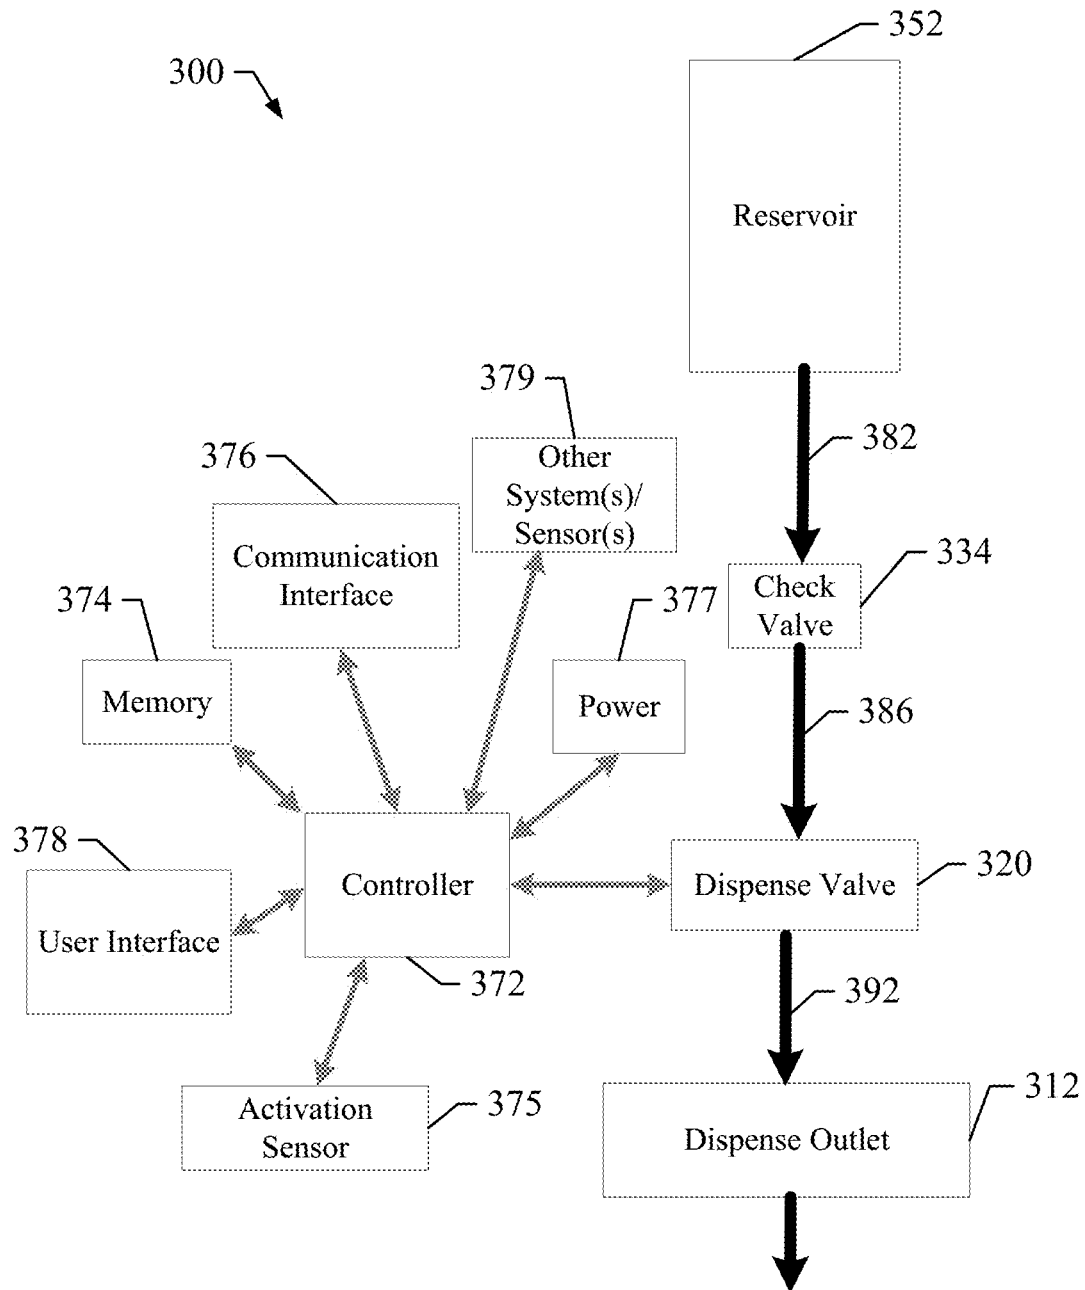 352
300
Reservoir
379
382
Other
System(s)/
Sensor(s)
376
Communication
Interface
334
Check
Valve
377
374
Memory
Power
386
378
User Interface
Controller
Dispense Valve
320
372
392
Activation
Sensor
375
312
Dispense Outlet